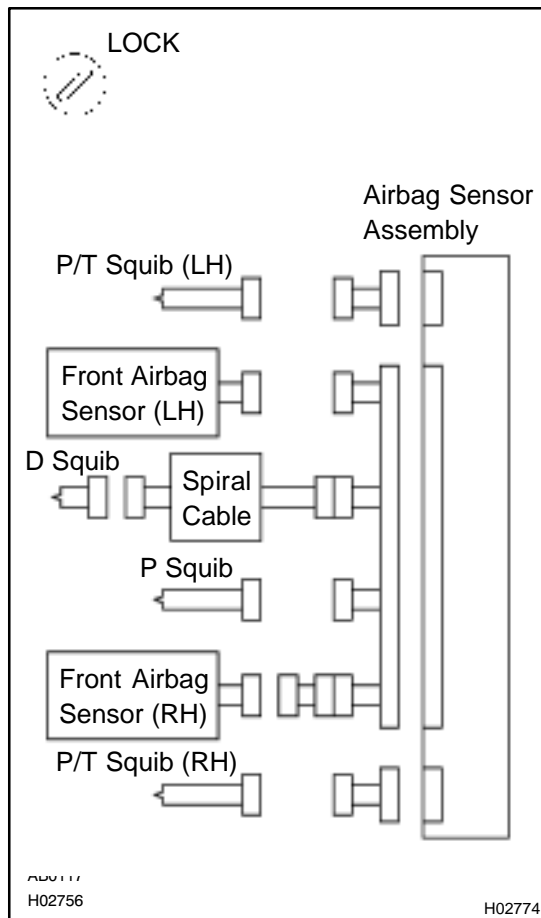 LOCK
Airbag Sensor
Assembly
P/T Squib (LH)
Front Airbag
Sensor (LH)
D Squib
Spiral
Cable
P Squib
Front Airbag
Sensor (RH)
P/T Squib (RH)
H02756
H02774